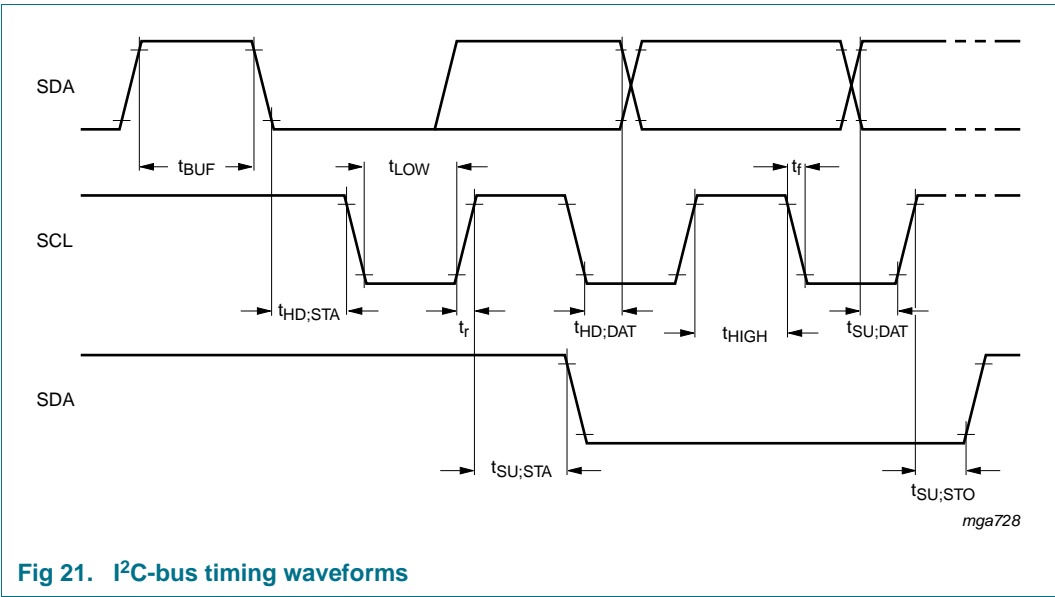 SDA
tBUF
tLOW
tf
SCL
tHD;STA
tr
tHD;DAT
tHIGH
tSU;DAT
SDA
tSU;STA
tSU;STO
mga728
Fig 21. I²C-bus timing waveforms